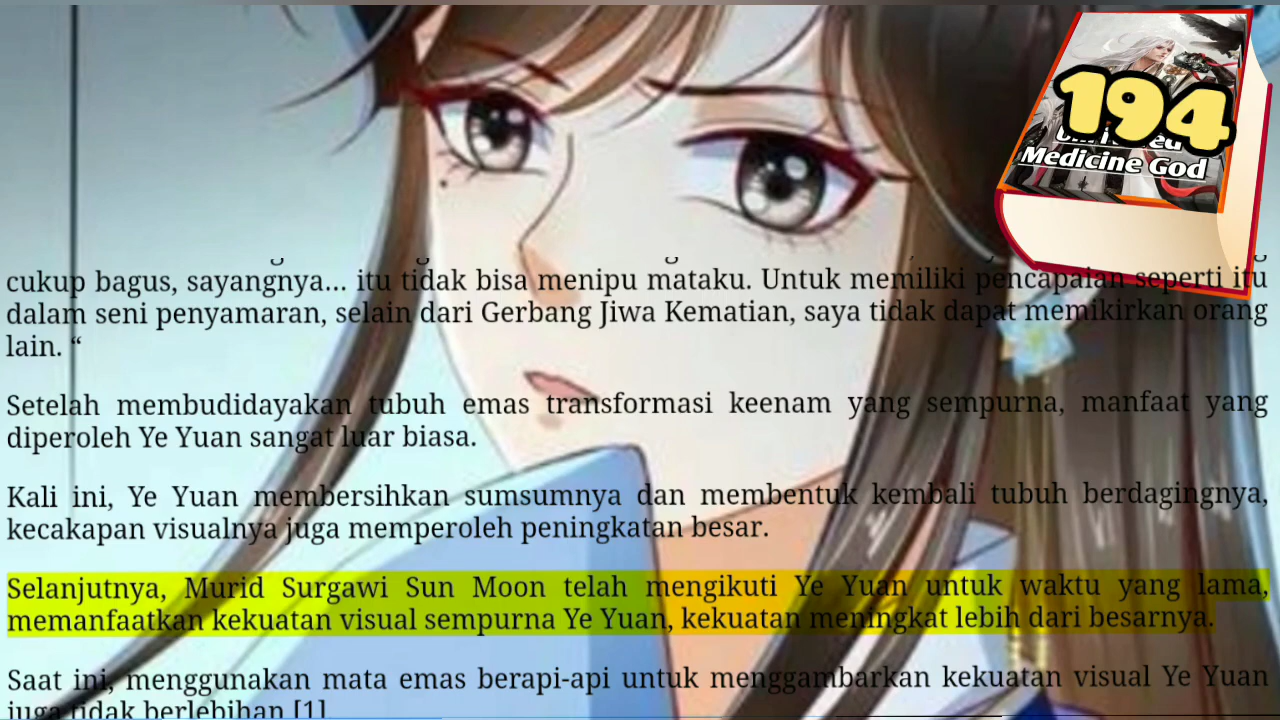 194
Medicine God
cukup bagus, sayangnya... itu tidak bisa menipu mataku. Untuk memiliki pencapaian seperti itu
dalam seni penyamaran, selain dari Gerbang Jiwa Kematian, saya tidak dapat memikirkan orang
lain. “
Setelah membudidayakan tubuh emas transformasi keenam yang sempurna, manfaat yang
diperoleh Ye Yuan sangat luar biasa.
Kali ini, Ye Yuan membersihkan sumsumnya dan membentuk kembali tubuh berdagingnya,
kecakapan visualnya juga memperoleh peningkatan besar.
Selanjutnya, Murid Surgawi Sun Moon telah mengikuti Ye Yuan untuk waktu yang lama,
memanfaatkan kekuatan visual sempurna Ye Yuan, kekuatan meningkat lebih dari besarnya.
Saat ini, menggunakan mata emas berapi-api untuk menggambarkan kekuatan visual Ye Yuan
juga tidak berlebihan [1]